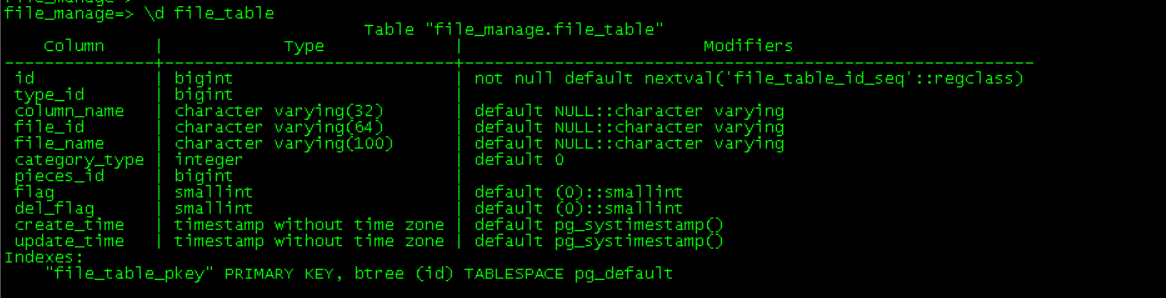 file_manage=> \d file_table
Table "file_manage.file_table"
Column | Type | Modifiers
---------------+-----------------------------+---------------------------------------------------------
id | bigint | not null default nextval('file_table_id_seq'::regclass)
type_id | bigint |
column_name | character varying(32) | default NULL::character varying
file_id | character varying(64) | default NULL::character varying
file_name | character varying(100) | default NULL::character varying
category_type | integer | default 0
pieces_id | bigint |
flag | smallint | default (0)::smallint
del_flag | smallint | default (0)::smallint
create_time | timestamp without time zone | default pg_systimestamp()
update_time | timestamp without time zone | default pg_systimestamp()
Indexes:
"file_table_pkey" PRIMARY KEY, btree (id) TABLESPACE pg_default